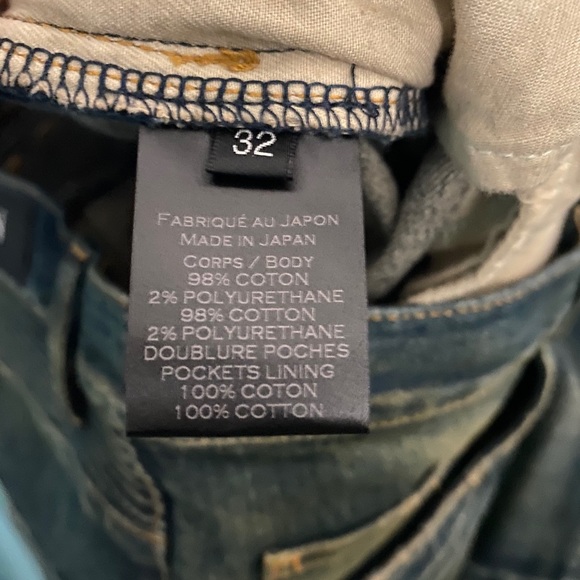 32
FABRIQUÉ AU JAPON
MADE IN JAPAN
CORPS / BODY
98% COTON
2% POLYURETHANE
98% COTTON
2% POLYURETHANE
DOUBLURE POCHES
POCKETS LINING
100% COTON
100% COTTON